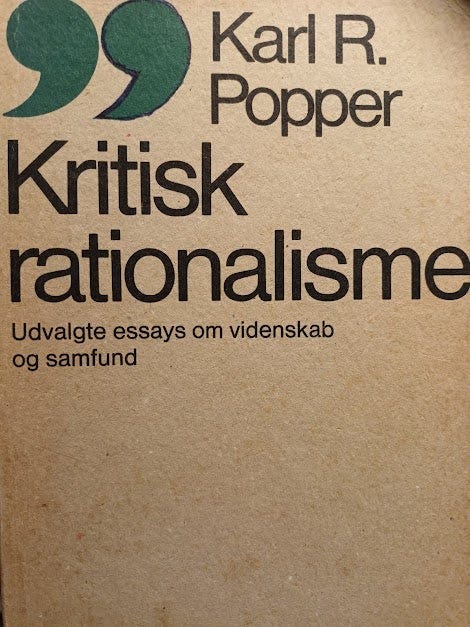 Karl R.
Popper
Kritisk
rationalisme
Udvalgte essays om videnskab
og samfund